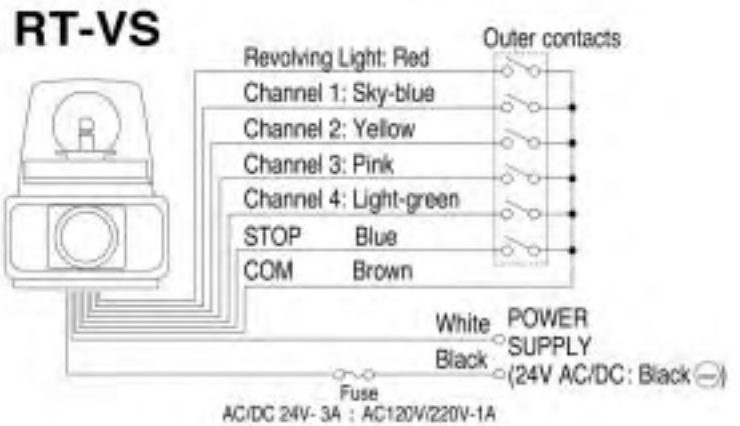 RT-VS
Outer contacts
Revolving Light: Red
Channel 1: Sky-blue
Channel 2: Yellow
Channel 3: Pink
Channel 4: Light-green
STOP Blue
COM Brown
White POWER
SUPPLY
Black (24V AC/DC: Black ⊖)
Fuse
AC/DC 24V- 3A : AC120V/220V-1A